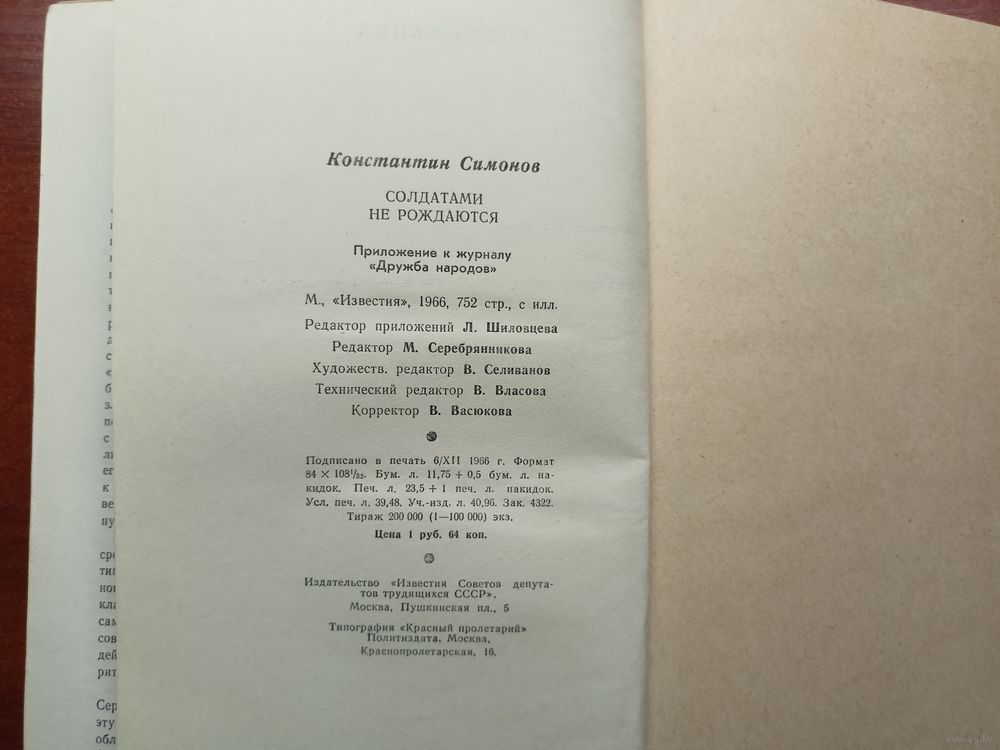 Константин Симонов
СОЛДАТАМИ
НЕ РОЖДАЮТСЯ
Приложение к журналу
«Дружба народов»
М., «Известия», 1966, 752 стр., с илл.
Редактор приложений Л. Шиловцева
Редактор М. Серебрянникова
Художеств. редактор В. Селиванов
Технический редактор В. Власова
Корректор В. Васюкова
Подписано в печать 6/XII 1966 г. Формат
84 × 108¹/₃₂. Бум. л. 11,75 + 0,5 бум. л. на-
кидок. Печ. л. 23,5 + 1 печ. л. накидок.
Усл. печ. л. 39,48. Уч.-изд. л. 40,96. Зак. 4322.
Тираж 200 000 (1—100 000) экз.
Цена 1 руб. 64 коп.
Издательство «Известия Советов депута-
тов трудящихся СССР».
Москва, Пушкинская пл., 5
Типография «Красный пролетарий»
Политиздата. Москва,
Краснопролетарская, 16.